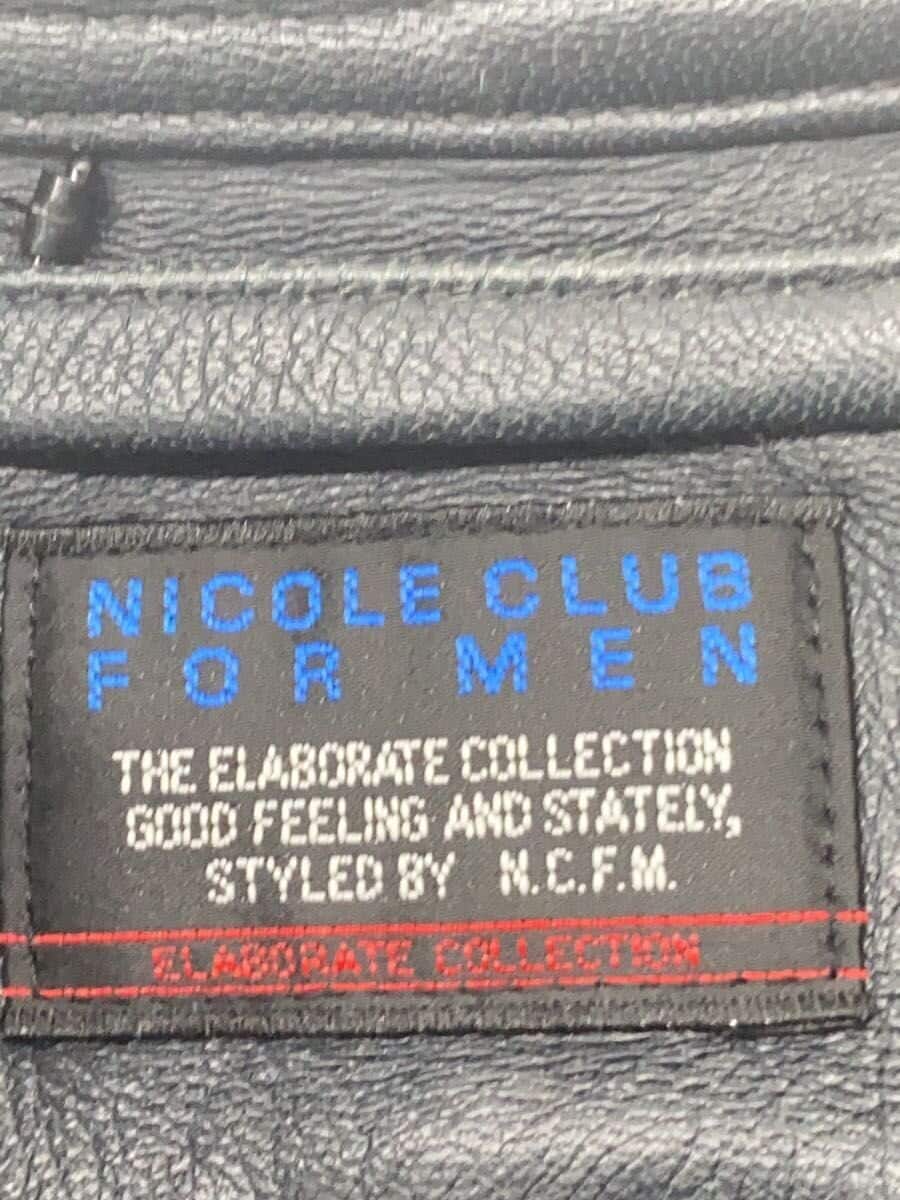 NICOLE CLUB
FOR MEN
THE ELABORATE COLLECTION
GOOD FEELING AND STATELY,
STYLED BY N.C.F.M.
ELABORATE COLLECTION